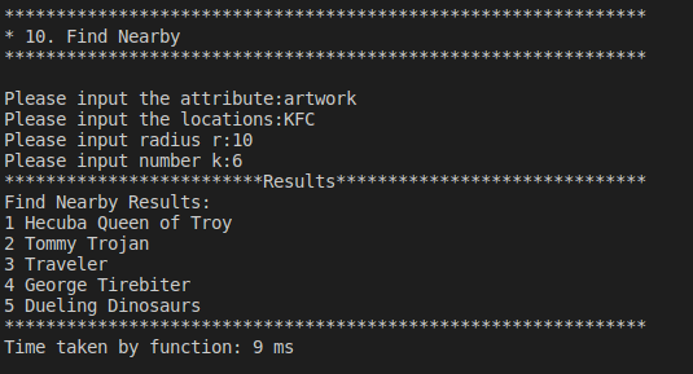 **************************************************************
* 10. Find Nearby
**************************************************************
Please input the attribute:artwork
Please input the locations:KFC
Please input radius r:10
Please input number k:6
*************************Results******************************
Find Nearby Results:
1 Hecuba Queen of Troy
2 Tommy Trojan
3 Traveler
4 George Tirebiter
5 Dueling Dinosaurs
**************************************************************
Time taken by function: 9 ms